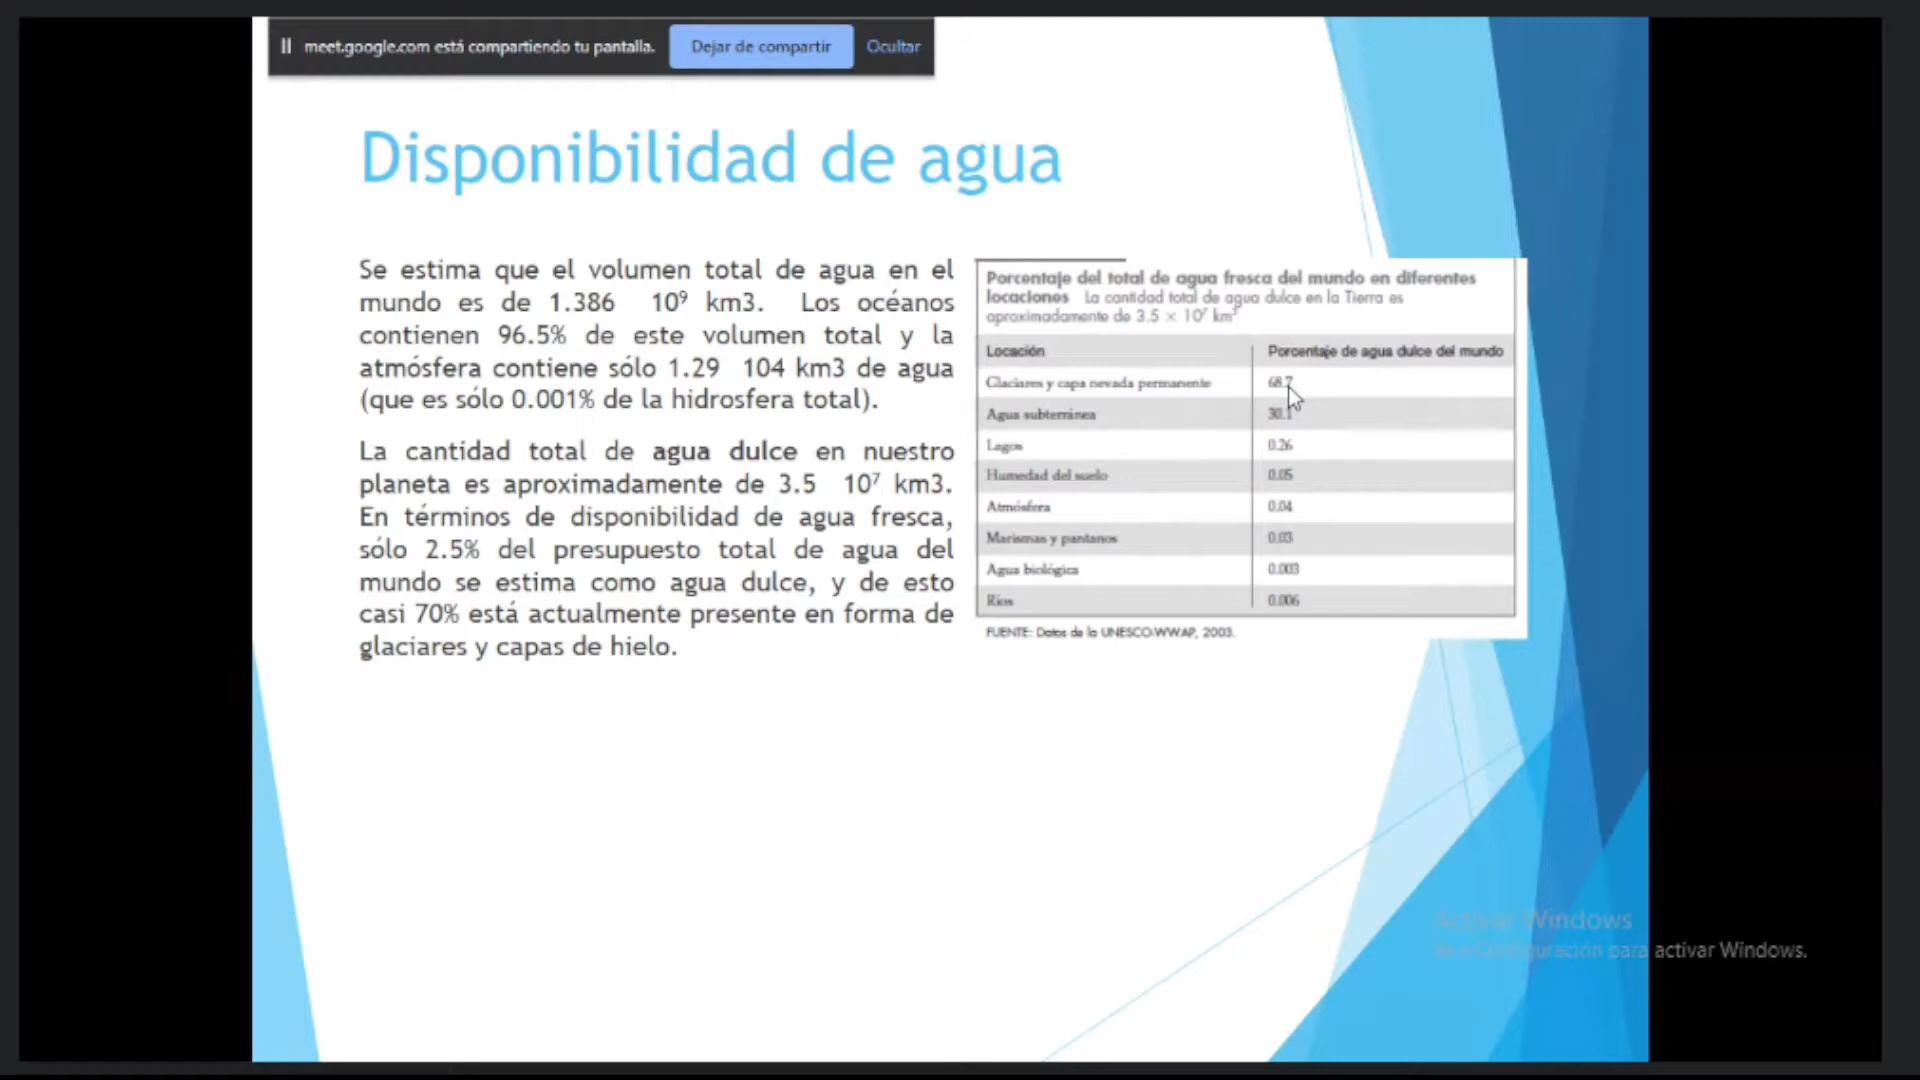 meet.google.com está compartiendo tu pantalla. Dejar de compartir Ocultar
Disponibilidad de agua
Se estima que el volumen total de agua en el
mundo es de 1.386 10⁹ km3. Los océanos
contienen 96.5% de este volumen total y la
atmósfera contiene sólo 1.29 104 km3 de agua
(que es sólo 0.001% de la hidrosfera total).
La cantidad total de agua dulce en nuestro
planeta es aproximadamente de 3.5 10⁷ km3.
En términos de disponibilidad de agua fresca,
sólo 2.5% del presupuesto total de agua del
mundo se estima como agua dulce, y de esto
casi 70% está actualmente presente en forma de
glaciares y capas de hielo.
Porcentaje del total de agua fresca del mundo en diferentes
locaciones La cantidad total de agua dulce en la Tierra es
aproximadamente de 3.5 × 10⁷ km³
Locación Porcentaje de agua dulce del mundo
Glaciares y capa nevada permanente 68.7
Agua subterránea 30.1
Lagos 0.26
Humedad del suelo 0.05
Atmósfera 0.04
Marismas y pantanos 0.03
Agua biológica 0.003
Ríos 0.006
FUENTE: Datos de la UNESCO-WWAP, 2003.
Activar Windows
Configuración para activar Windows.